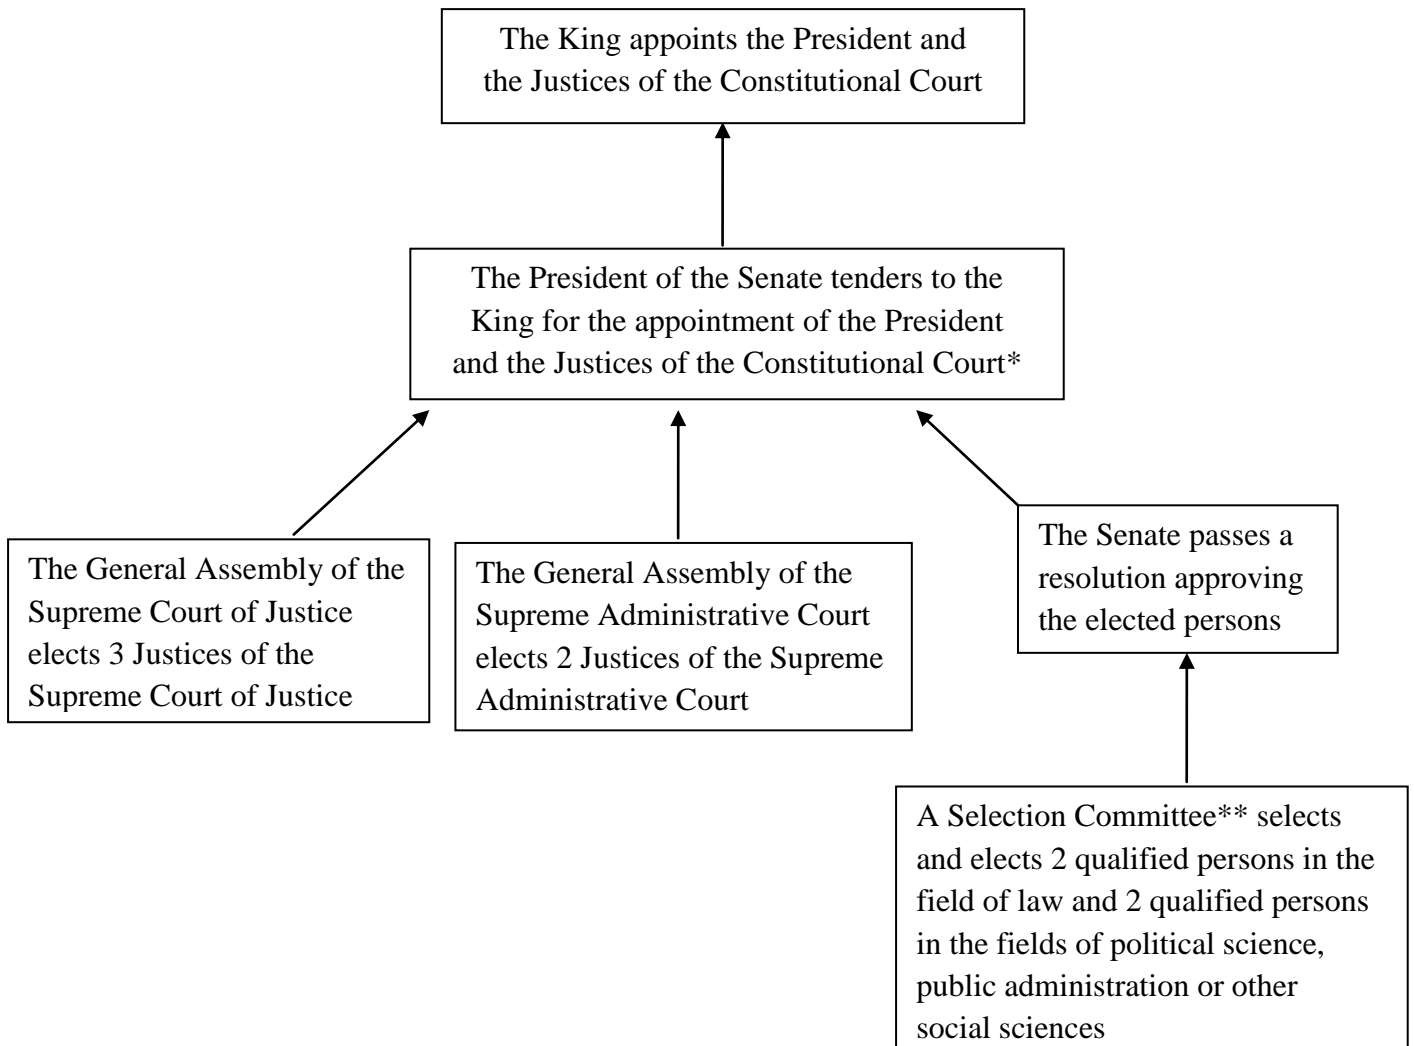 The King appoints the President and
the Justices of the Constitutional Court
The President of the Senate tenders to the
King for the appointment of the President
and the Justices of the Constitutional Court*
The General Assembly of the
Supreme Court of Justice
elects 3 Justices of the
Supreme Court of Justice
The General Assembly of the
Supreme Administrative Court
elects 2 Justices of the Supreme
Administrative Court
The Senate passes a
resolution approving
the elected persons
A Selection Committee** selects
and elects 2 qualified persons in the
field of law and 2 qualified persons
in the fields of political science,
public administration or other
social sciences